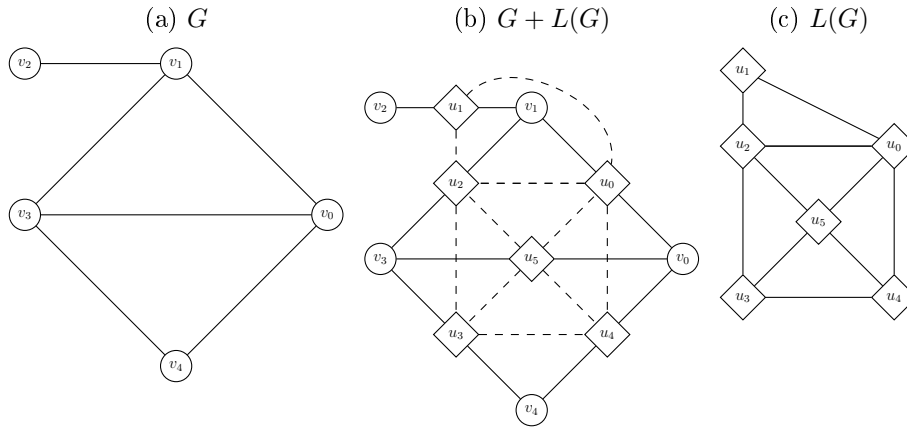 (a) G
(b) G + L(G)
(c) L(G)
v₂
v₁
v₃
v₀
v₄
v₂
u₁
v₁
u₂
u₀
v₃
u₅
v₀
u₃
u₄
v₄
u₁
u₂
u₀
u₅
u₃
u₄